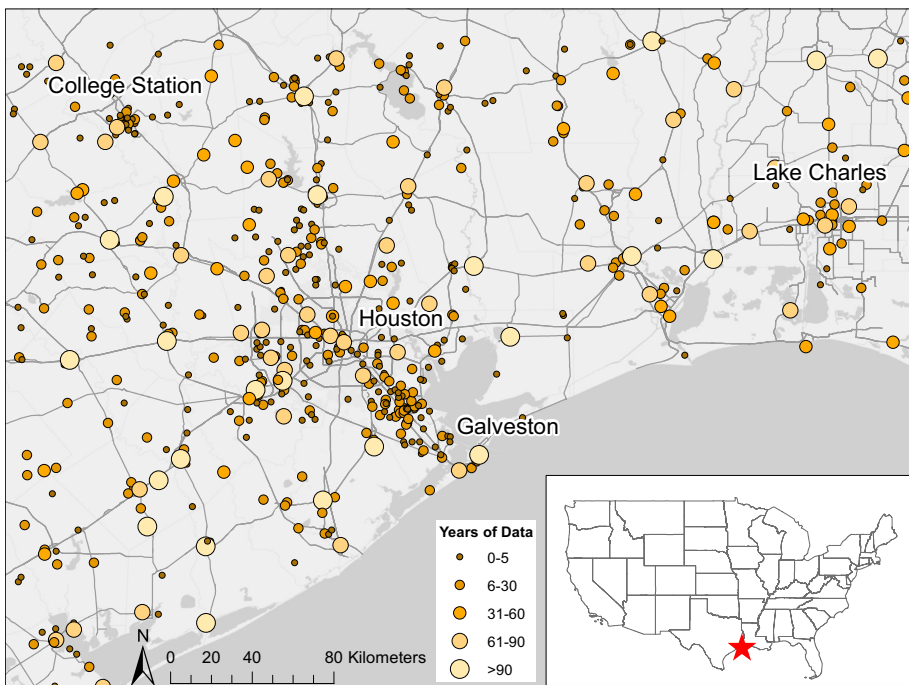 College Station
Lake Charles
Houston
Galveston
Years of Data
0-5
6-30
31-60
61-90
>90
N
0 20 40 80 Kilometers